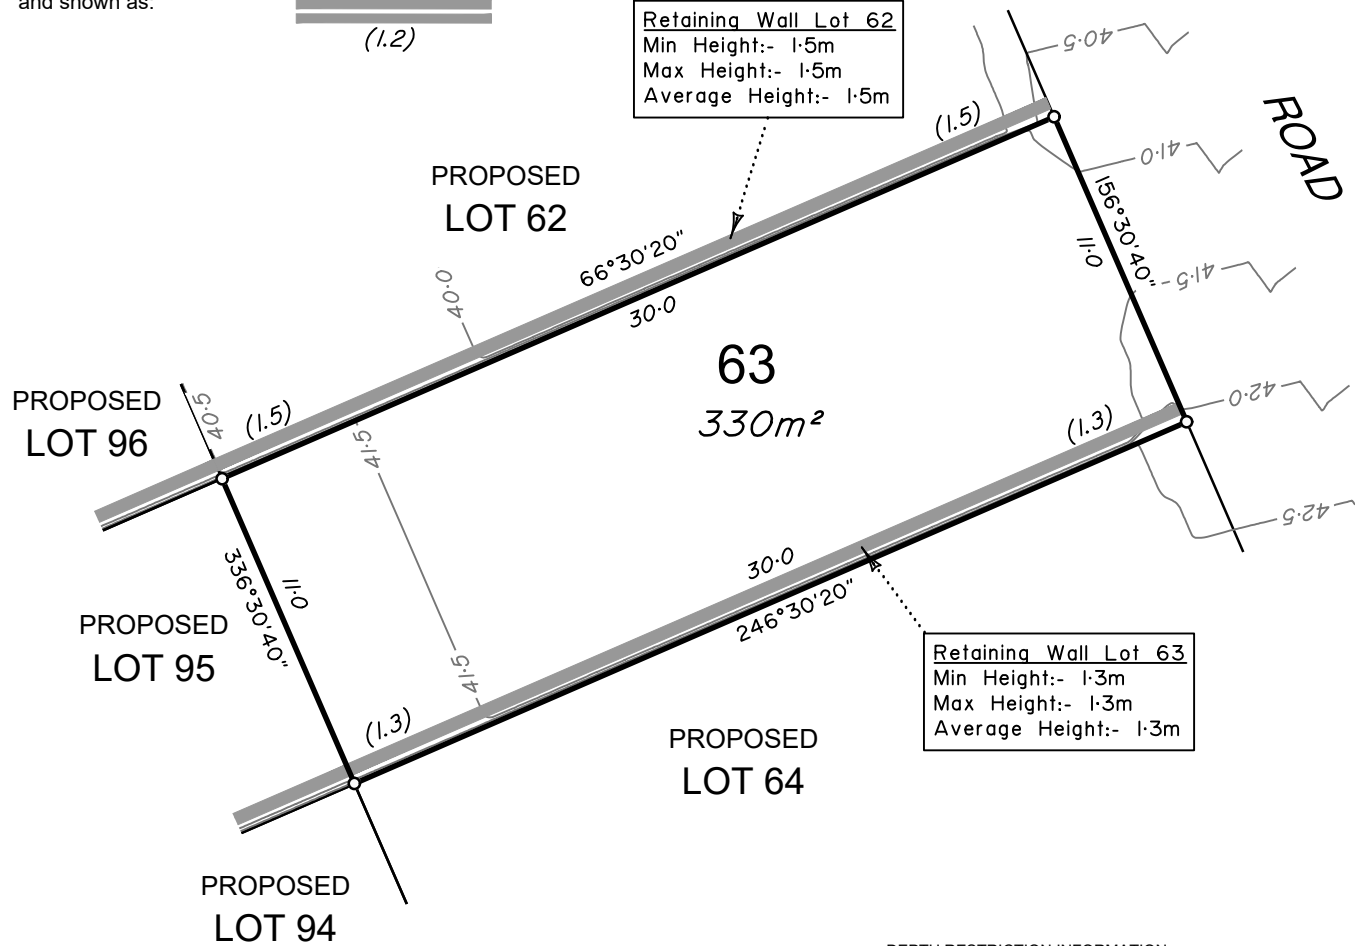 and shown as:
(1.2)
Retaining Wall Lot 62
Min Height:- 1·5m
Max Height:- 1·5m
Average Height:- 1·5m
40·5
(1.5)
ROAD
41·0
PROPOSED
LOT 62
156°30'40"
11·0
66°30'20"
30·0
40·0
41·5
63
330m²
42·0
PROPOSED
LOT 96
40·5
(1.5)
41·5
(1.3)
42·5
30·0
246°30'20"
336°30'40"
11·0
PROPOSED
LOT 95
41·5
(1.3)
Retaining Wall Lot 63
Min Height:- 1·3m
Max Height:- 1·3m
Average Height:- 1·3m
PROPOSED
LOT 64
PROPOSED
LOT 94
DEPTH RESTRICTION INFORMATION